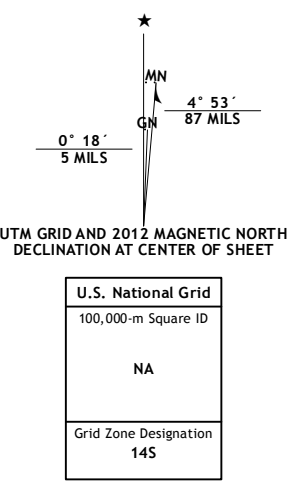 MN
4° 53´
87 MILS
GN
0° 18´
5 MILS
UTM GRID AND 2012 MAGNETIC NORTH
DECLINATION AT CENTER OF SHEET
U.S. National Grid
100,000-m Square ID
NA
Grid Zone Designation
14S